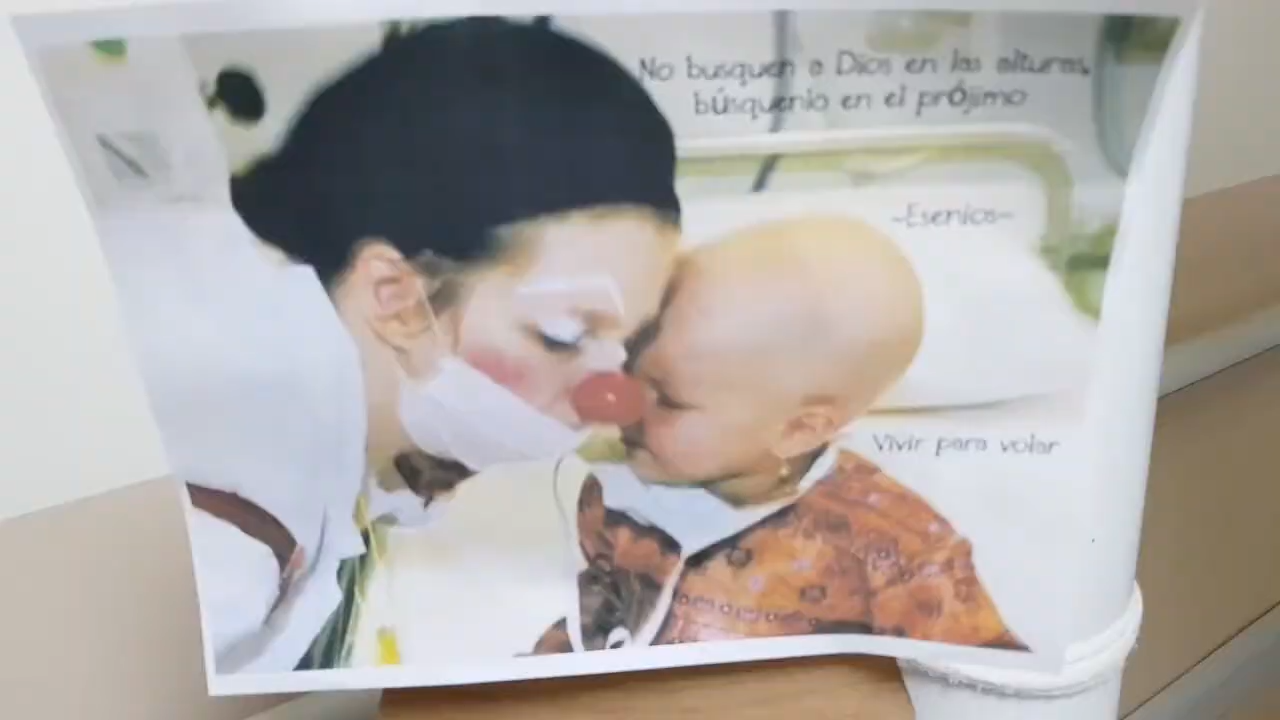 No busquen a Dios en las alturas,
búsquenlo en el prójimo
~Esenios~
Vivir para volar